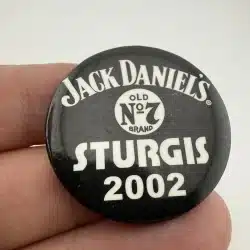 JACK DANIEL'S®
OLD
Nº7
BRAND
STURGIS
2002